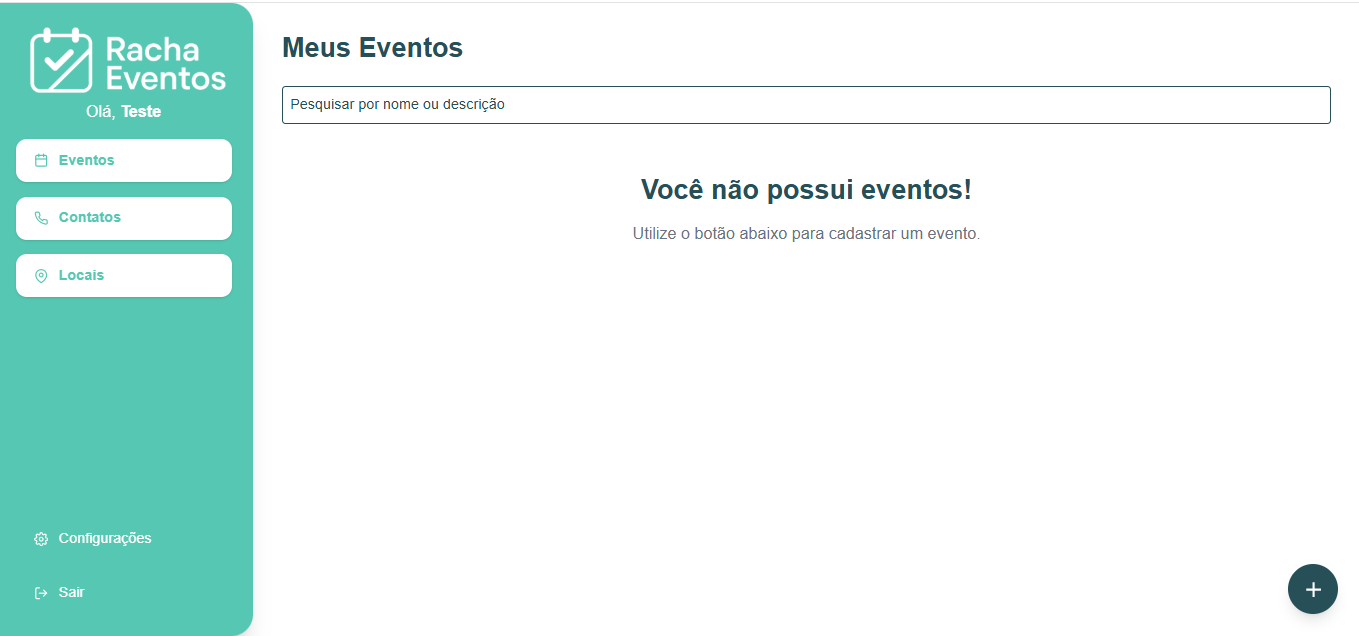 Racha
Eventos
Olá, Teste
Eventos
Contatos
Locais
Configurações
Sair
Meus Eventos
Pesquisar por nome ou descrição
Você não possui eventos!
Utilize o botão abaixo para cadastrar um evento.
+